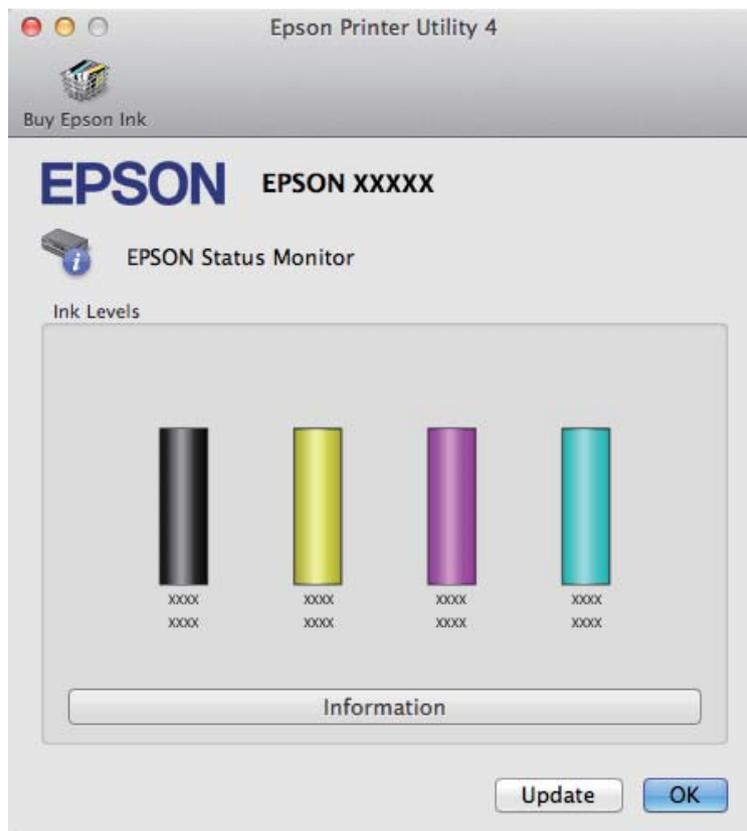 Epson Printer Utility 4
Buy Epson Ink
EPSON EPSON XXXXX
EPSON Status Monitor
Ink Levels
XXXX XXXX XXXX XXXX
XXXX XXXX XXXX XXXX
Information
Update OK